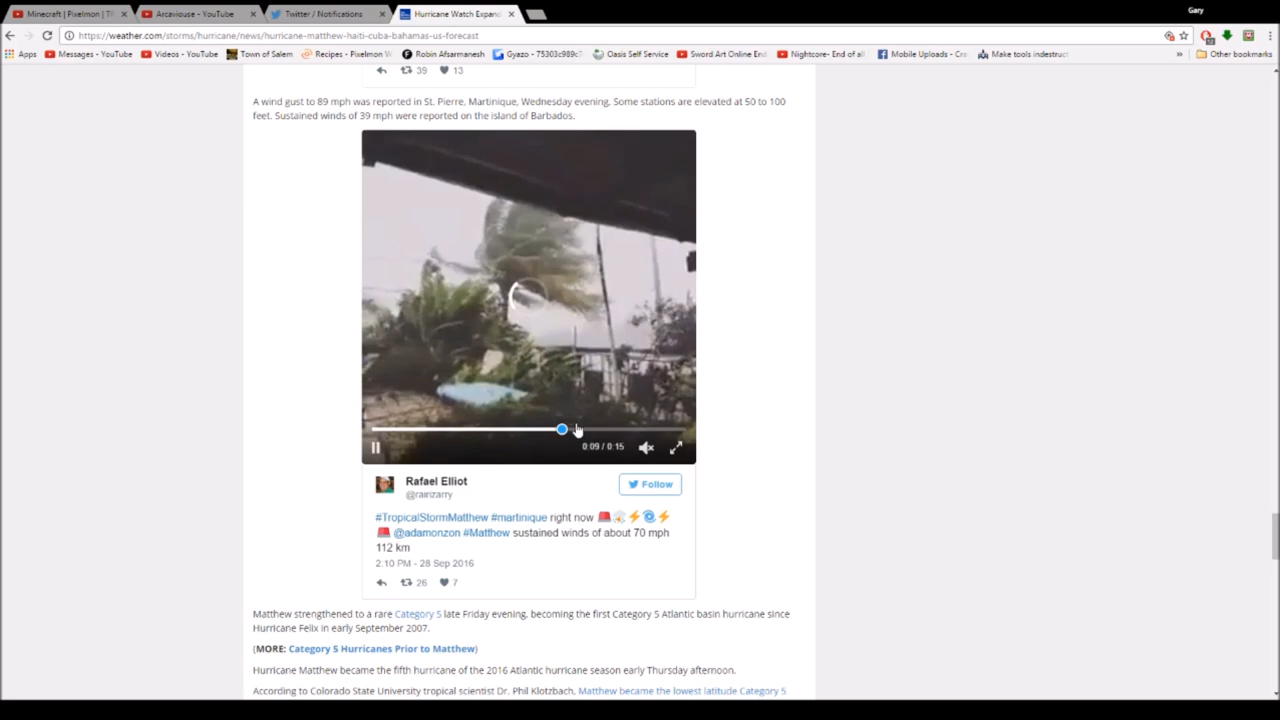 Minecraft | Pixelmon | T
Arcaviouse - YouTube
Twitter / Notifications
Hurricane Watch Expand
Gary
https://weather.com/storms/hurricane/news/hurricane-matthew-haiti-cuba-bahamas-us-forecast
Apps
Messages - YouTube
Videos - YouTube
Town of Salem
Recipes - Pixelmon W
Robin Afsarmanesh
Gyazo - 75303c989c7
Oasis Self Service
Sword Art Online End
Nightcore- End of all
Mobile Uploads - Cre
Make tools indestruct
»
Other bookmarks
39 13
A wind gust to 89 mph was reported in St. Pierre, Martinique, Wednesday evening. Some stations are elevated at 50 to 100
feet. Sustained winds of 39 mph were reported on the island of Barbados.
0:09 / 0:15
Rafael Elliot
@rainzarry
Follow
#TropicalStormMatthew #martinique right now 🚨 ⚡🌀⚡
🚨 @adamonzon #Matthew sustained winds of about 70 mph
112 km
2:10 PM - 28 Sep 2016
26 7
Matthew strengthened to a rare Category 5 late Friday evening, becoming the first Category 5 Atlantic basin hurricane since
Hurricane Felix in early September 2007.
(MORE: Category 5 Hurricanes Prior to Matthew)
Hurricane Matthew became the fifth hurricane of the 2016 Atlantic hurricane season early Thursday afternoon.
According to Colorado State University tropical scientist Dr. Phil Klotzbach, Matthew became the lowest latitude Category 5